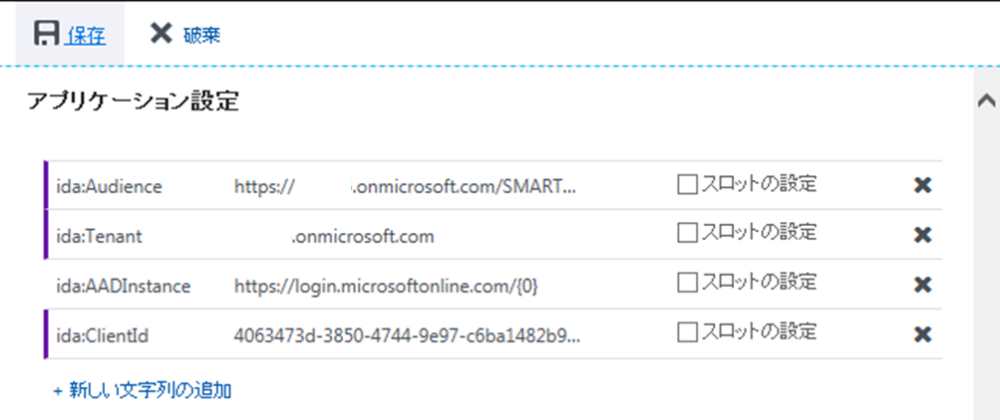 保存 破棄
アプリケーション設定
ida:Audience https:// .onmicrosoft.com/SMART... スロットの設定
ida:Tenant .onmicrosoft.com スロットの設定
ida:AADInstance https://login.microsoftonline.com/{0} スロットの設定
ida:ClientId 4063473d-3850-4744-9e97-c6ba1482b9... スロットの設定
+ 新しい文字列の追加